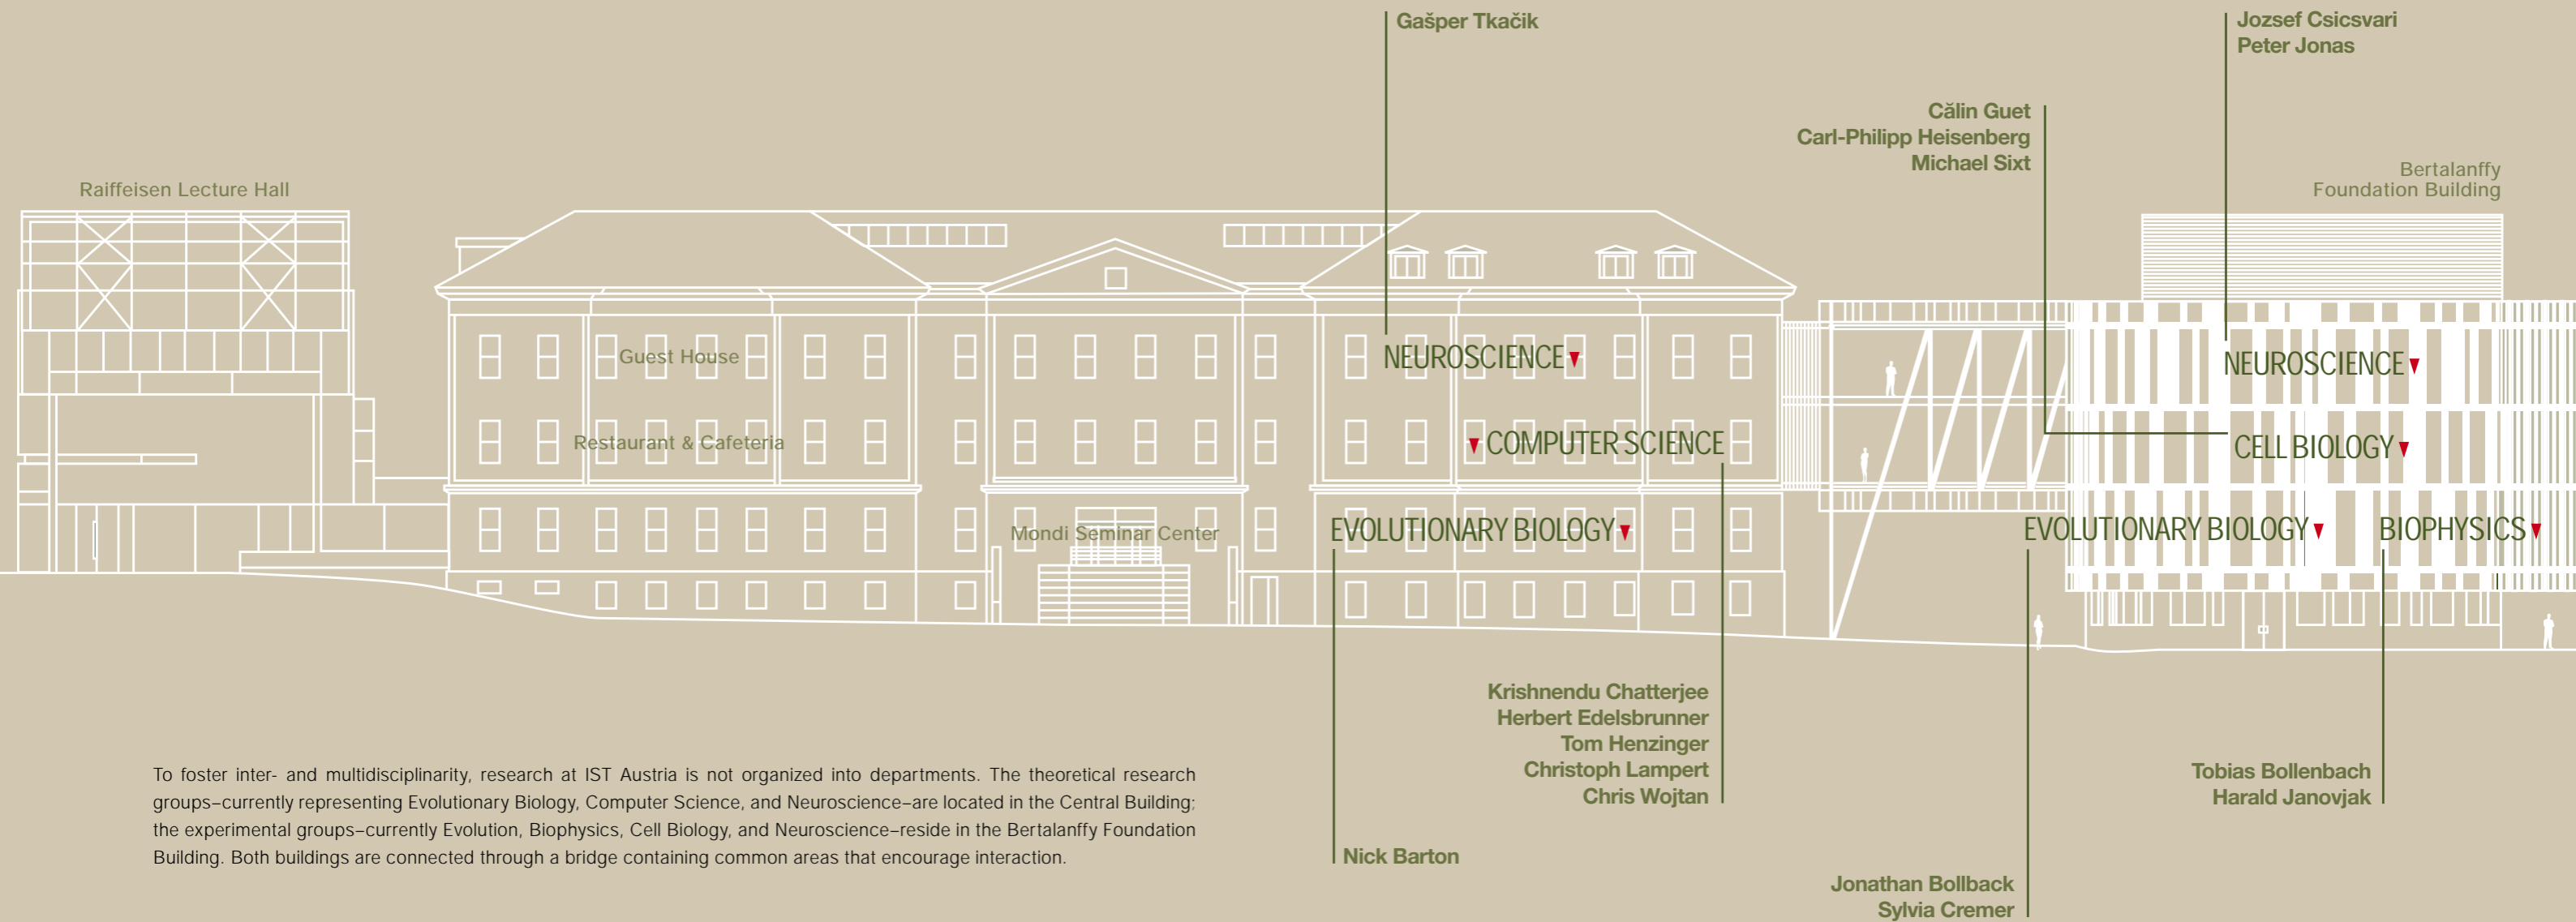 Gašper Tkačik
Jozsef Csicsvari
Peter Jonas
Călin Guet
Carl-Philipp Heisenberg
Michael Sixt
Raiffeisen Lecture Hall
Bertalanffy
Foundation Building
Guest House
NEUROSCIENCE
NEUROSCIENCE
Restaurant & Cafeteria
COMPUTER SCIENCE
CELL BIOLOGY
Mondi Seminar Center
EVOLUTIONARY BIOLOGY
EVOLUTIONARY BIOLOGY
BIOPHYSICS
Krishnendu Chatterjee
Herbert Edelsbrunner
Tom Henzinger
Christoph Lampert
Chris Wojtan
Tobias Bollenbach
Harald Janovjak
To foster inter- and multidisciplinarity, research at IST Austria is not organized into departments. The theoretical research
groups–currently representing Evolutionary Biology, Computer Science, and Neuroscience–are located in the Central Building;
the experimental groups–currently Evolution, Biophysics, Cell Biology, and Neuroscience–reside in the Bertalanffy Foundation
Building. Both buildings are connected through a bridge containing common areas that encourage interaction.
Nick Barton
Jonathan Bollback
Sylvia Cremer